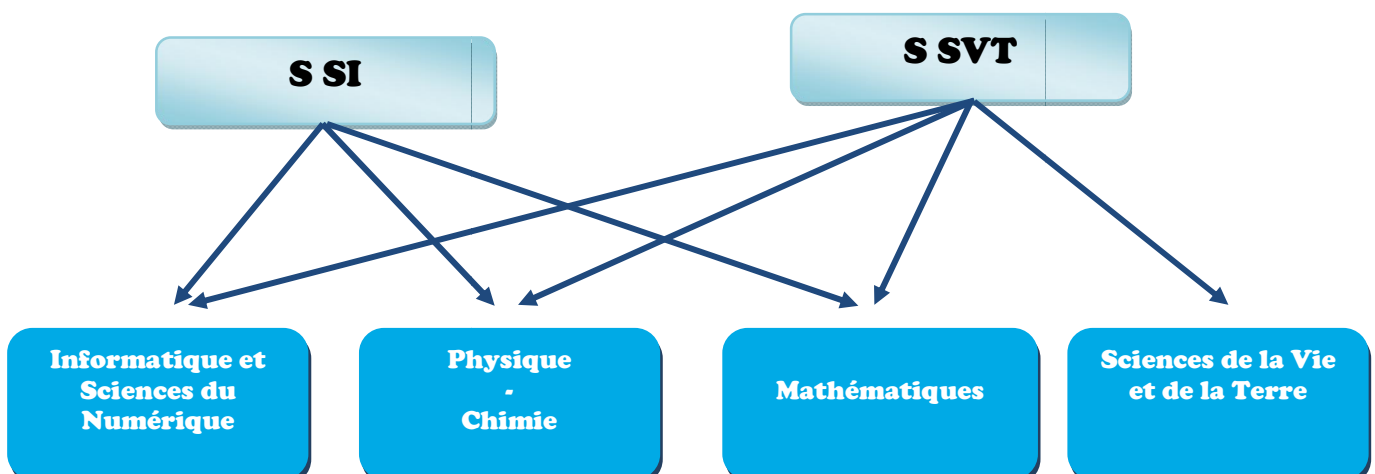 S SI
S SVT
Informatique et
Sciences du
Numérique
Physique
-
Chimie
Mathématiques
Sciences de la Vie
et de la Terre